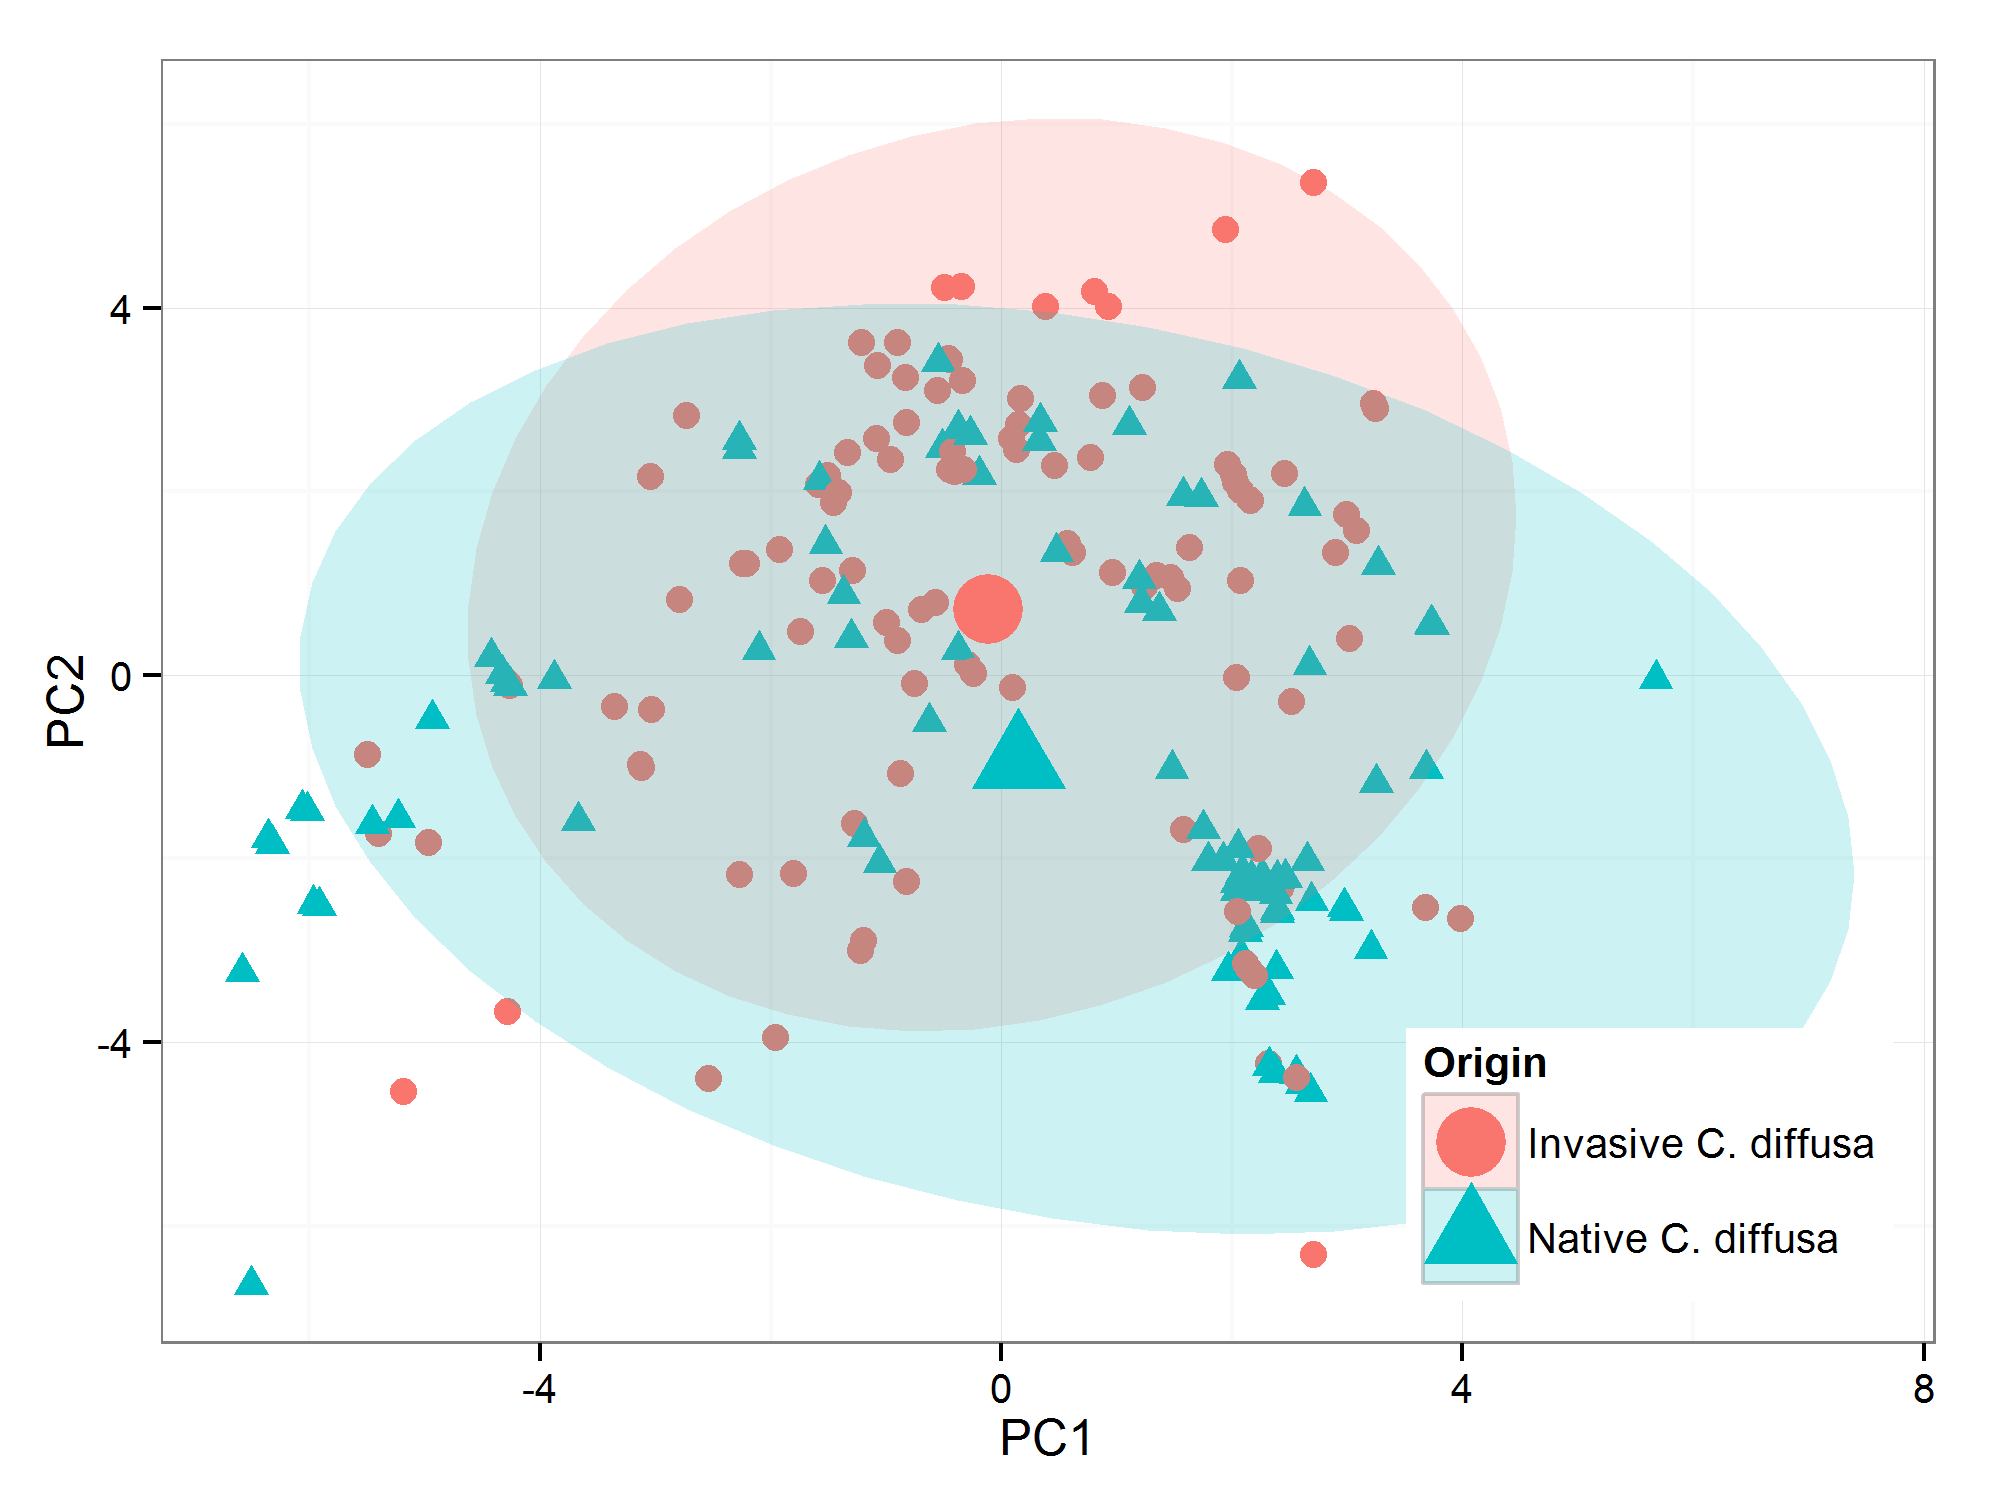 PC2
4
0
-4
-4
0
4
8
PC1
Origin
Invasive C. diffusa
Native C. diffusa